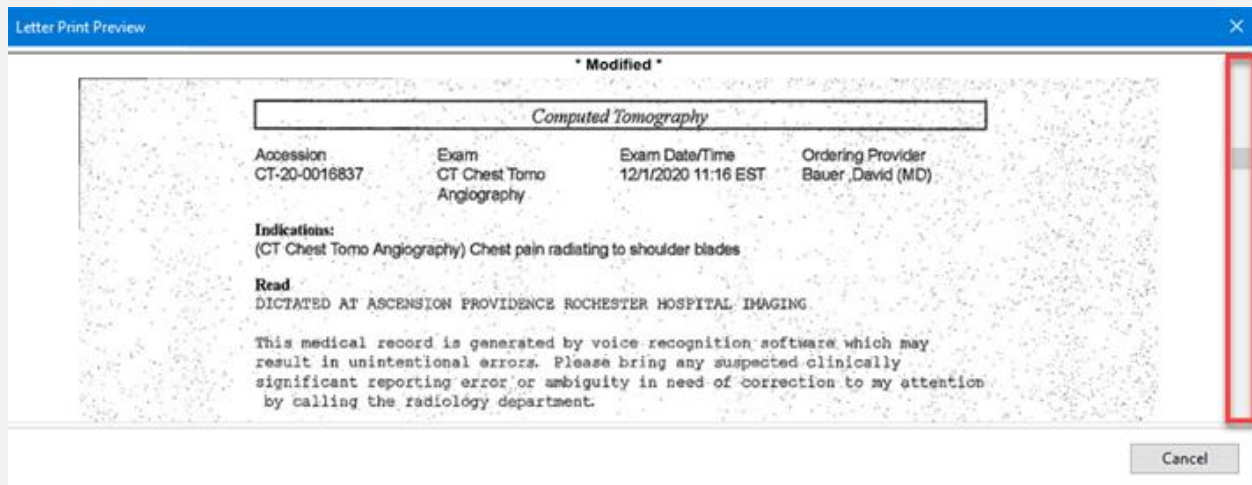 Letter Print Preview
* Modified *
Computed Tomography
Accession Exam Exam Date/Time Ordering Provider
CT-20-0016837 CT Chest Tomo 12/1/2020 11:16 EST Bauer ,David (MD)
Angiography
Indications:
(CT Chest Tomo Angiography) Chest pain radiating to shoulder blades
Read
DICTATED AT ASCENSION PROVIDENCE ROCHESTER HOSPITAL IMAGING
This medical record is generated by voice recognition software which may
result in unintentional errors. Please bring any suspected clinically
significant reporting error or ambiguity in need of correction to my attention
by calling the radiology department.
Cancel